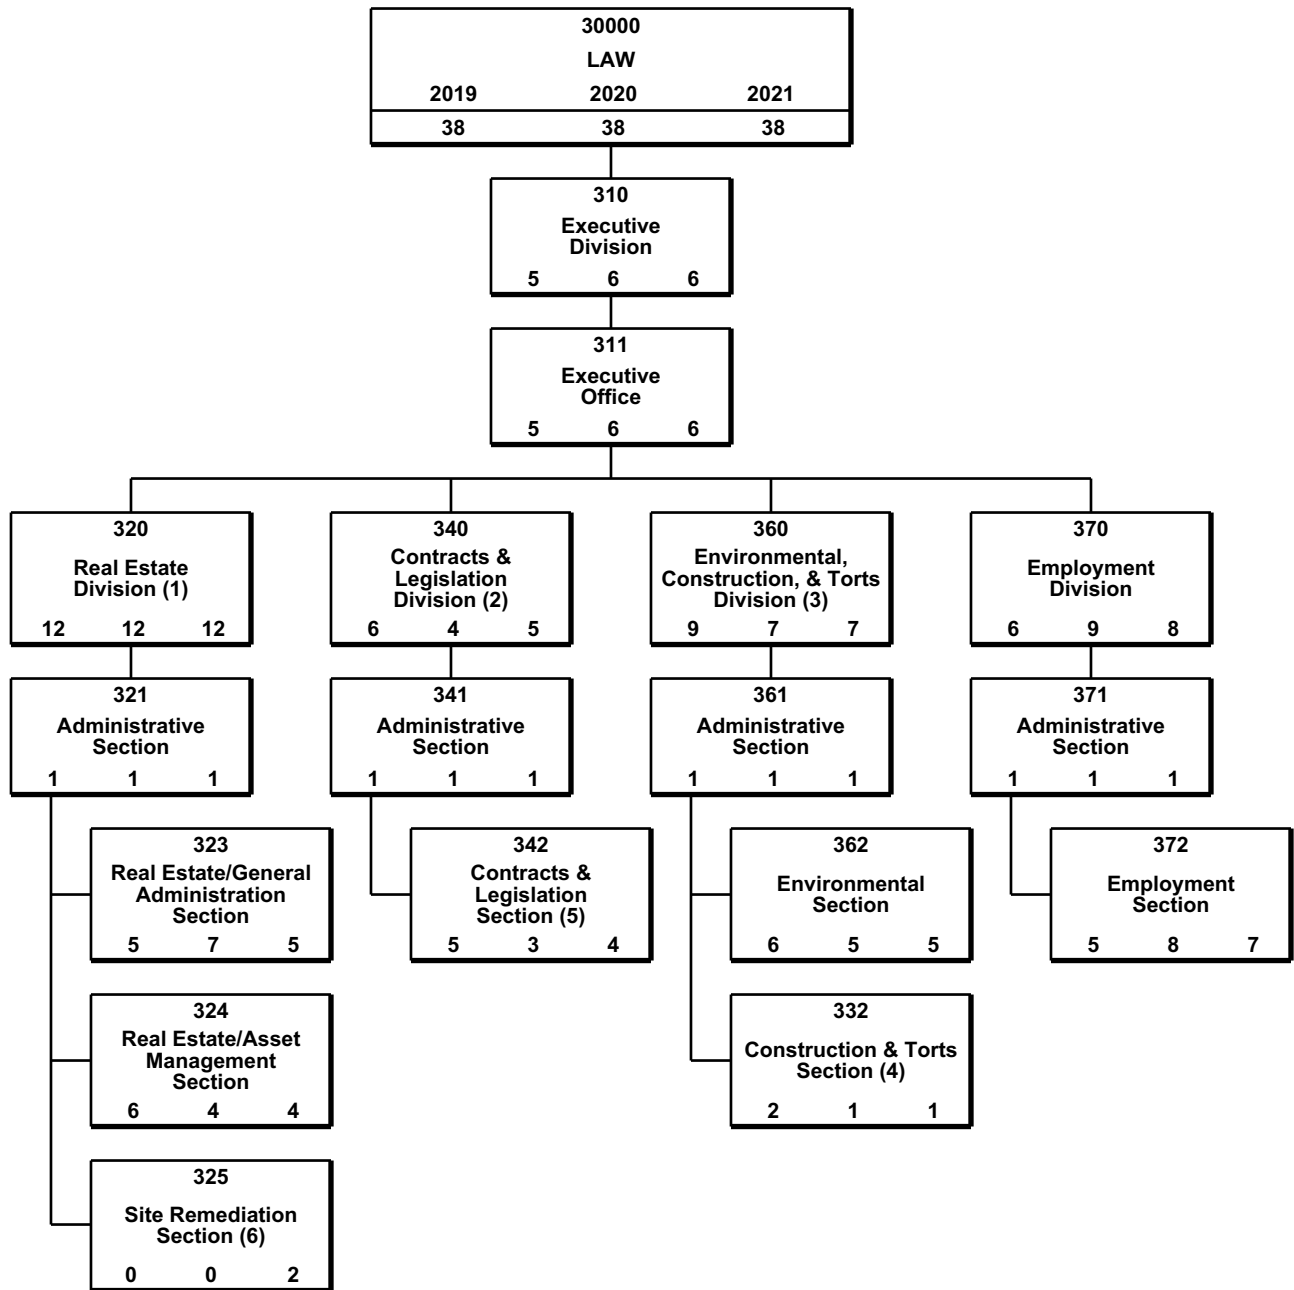 30000
LAW
2019 2020 2021
38 38 38
310
Executive
Division
5 6 6
311
Executive
Office
5 6 6
320
Real Estate
Division (1)
12 12 12
340
Contracts &
Legislation
Division (2)
6 4 5
360
Environmental,
Construction, & Torts
Division (3)
9 7 7
370
Employment
Division
6 9 8
321
Administrative
Section
1 1 1
341
Administrative
Section
1 1 1
361
Administrative
Section
1 1 1
371
Administrative
Section
1 1 1
323
Real Estate/General
Administration
Section
5 7 5
342
Contracts &
Legislation
Section (5)
5 3 4
362
Environmental
Section
6 5 5
372
Employment
Section
5 8 7
324
Real Estate/Asset
Management
Section
6 4 4
332
Construction & Torts
Section (4)
2 1 1
325
Site Remediation
Section (6)
0 0 2